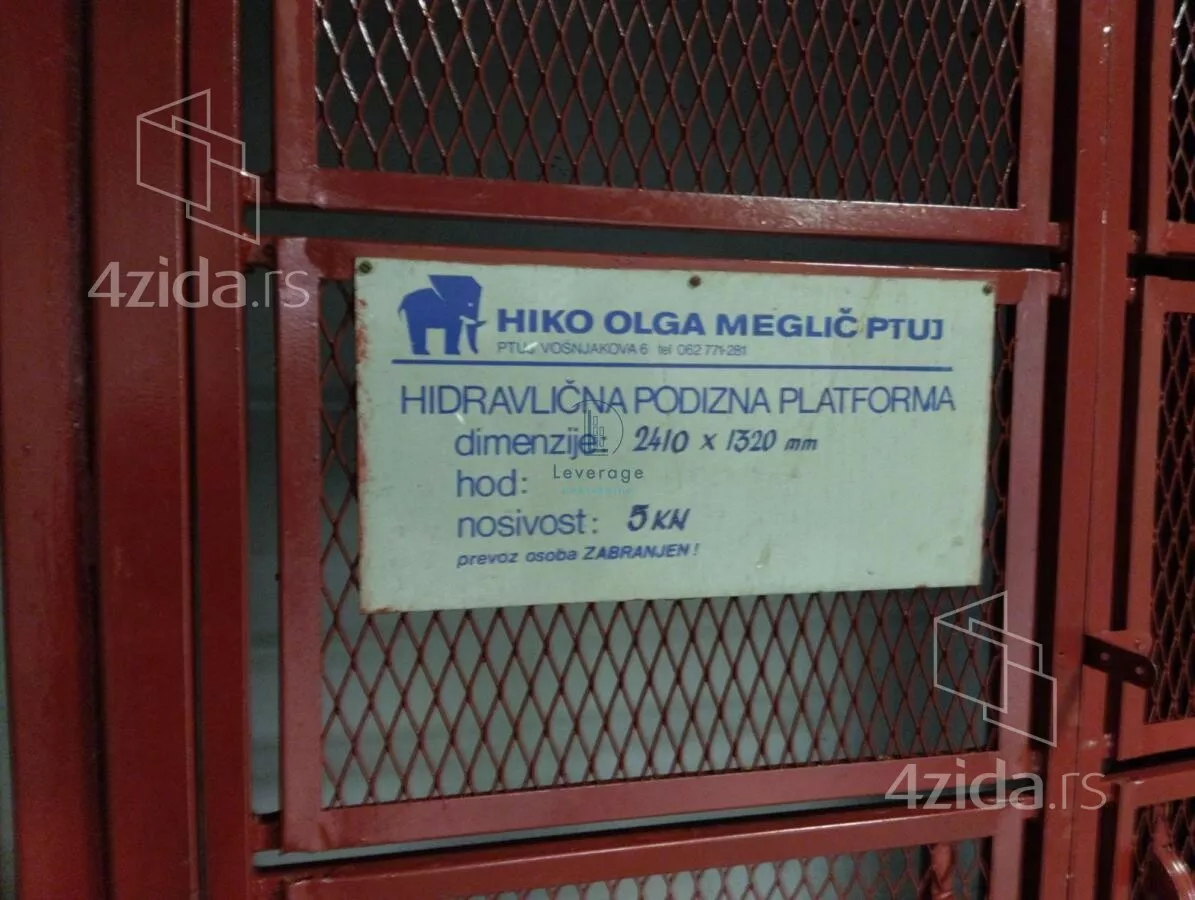 4zida.rs
HIKO OLGA MEGLIČ PTUJ
PTUJ VOŠNJAKOVA 6 tel 062 771-281
HIDRAVLIČNA PODIZNA PLATFORMA
dimenzije: 2410 x 1320 mm
Leverage
hod:
nosivost: 5 KN
prevoz osoba ZABRANJEN!
4zida.rs